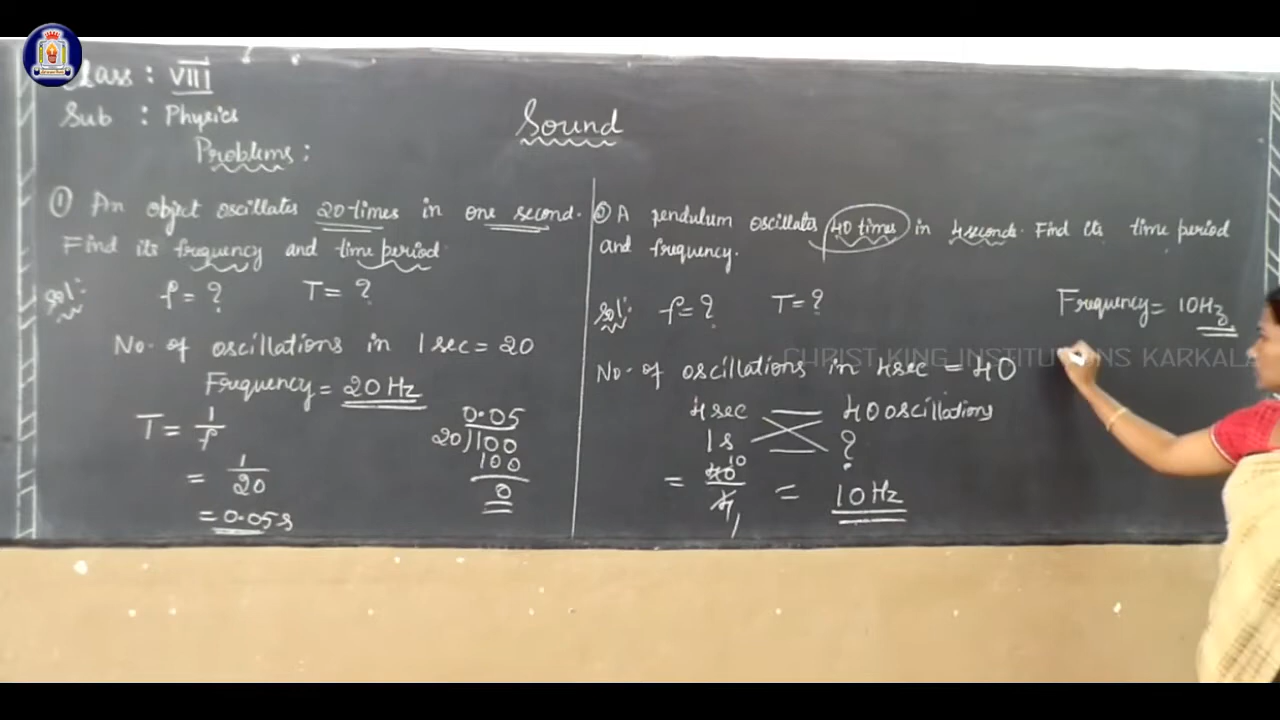 Class : VIII
Sub : Physics
Sound
Problems :
① An object oscillates 20 times in one second.
Find its frequency and time period
Sol:
f = ? T = ?
No. of oscillations in 1 sec = 20
Frequency = 20 Hz
T = 1/f
= 1/20
= 0.05 s
0.05
20)100
100
0
② A pendulum oscillates 40 times in 4 seconds. Find its time period
and frequency.
Sol: f = ? T = ?
No. of oscillations in 4 sec = 40
4 sec 40 oscillations
1 s ?
= 40/4 = 10 Hz
10
1
Frequency = 10 Hz
CHRIST KING INSTITUTIONS KARKALA